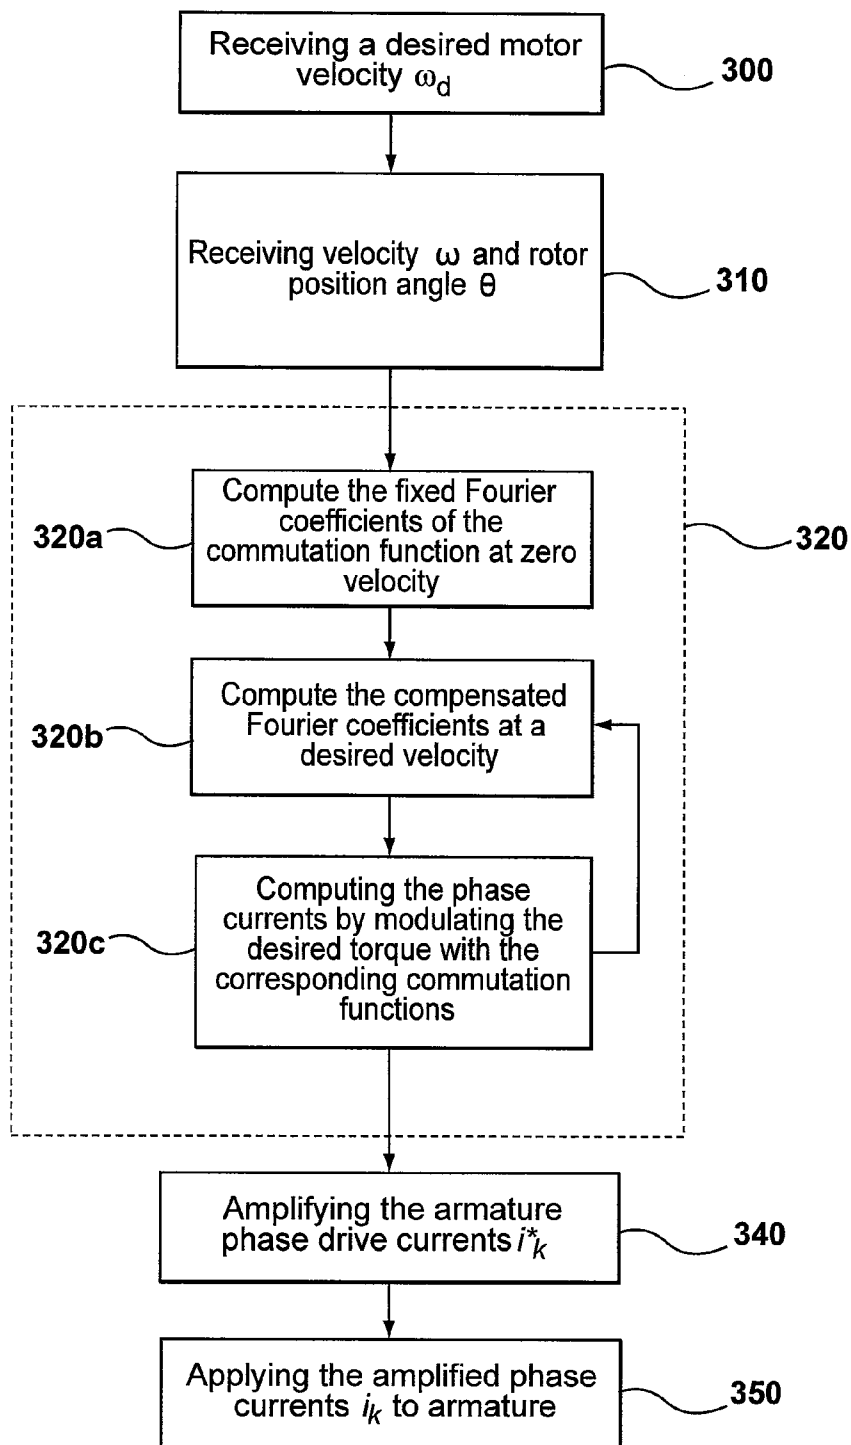 Receiving a desired motor
velocity ωd
300
Receiving velocity ω and rotor
position angle θ
310
Compute the fixed Fourier
coefficients of the
commutation function at zero
velocity
320a
320
Compute the compensated
Fourier coefficients at a
desired velocity
320b
Computing the phase
currents by modulating the
desired torque with the
corresponding commutation
functions
320c
Amplifying the armature
phase drive currents i*k
340
Applying the amplified phase
currents ik to armature
350